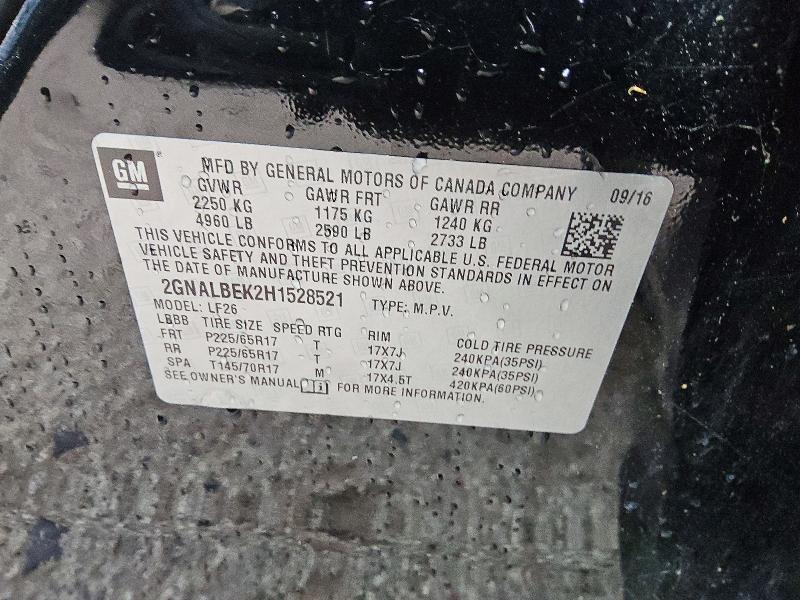 GM
MFD BY GENERAL MOTORS OF CANADA COMPANY 09/16
GVWR GAWR FRT GAWR RR
2250 KG 1175 KG 1240 KG
4960 LB 2590 LB 2733 LB
THIS VEHICLE CONFORMS TO ALL APPLICABLE U.S. FEDERAL MOTOR
VEHICLE SAFETY AND THEFT PREVENTION STANDARDS IN EFFECT ON
THE DATE OF MANUFACTURE SHOWN ABOVE.
2GNALBEK2H1528521 TYPE: M.P.V.
MODEL: LF26
LBBB TIRE SIZE SPEED RTG RIM COLD TIRE PRESSURE
FRT P225/65R17 T 17X7J 240KPA(35PSI)
RR P225/65R17 T 17X7J 240KPA(35PSI)
SPA T145/70R17 M 17X4.5T 420KPA(60PSI)
SEE OWNER'S MANUAL FOR MORE INFORMATION.